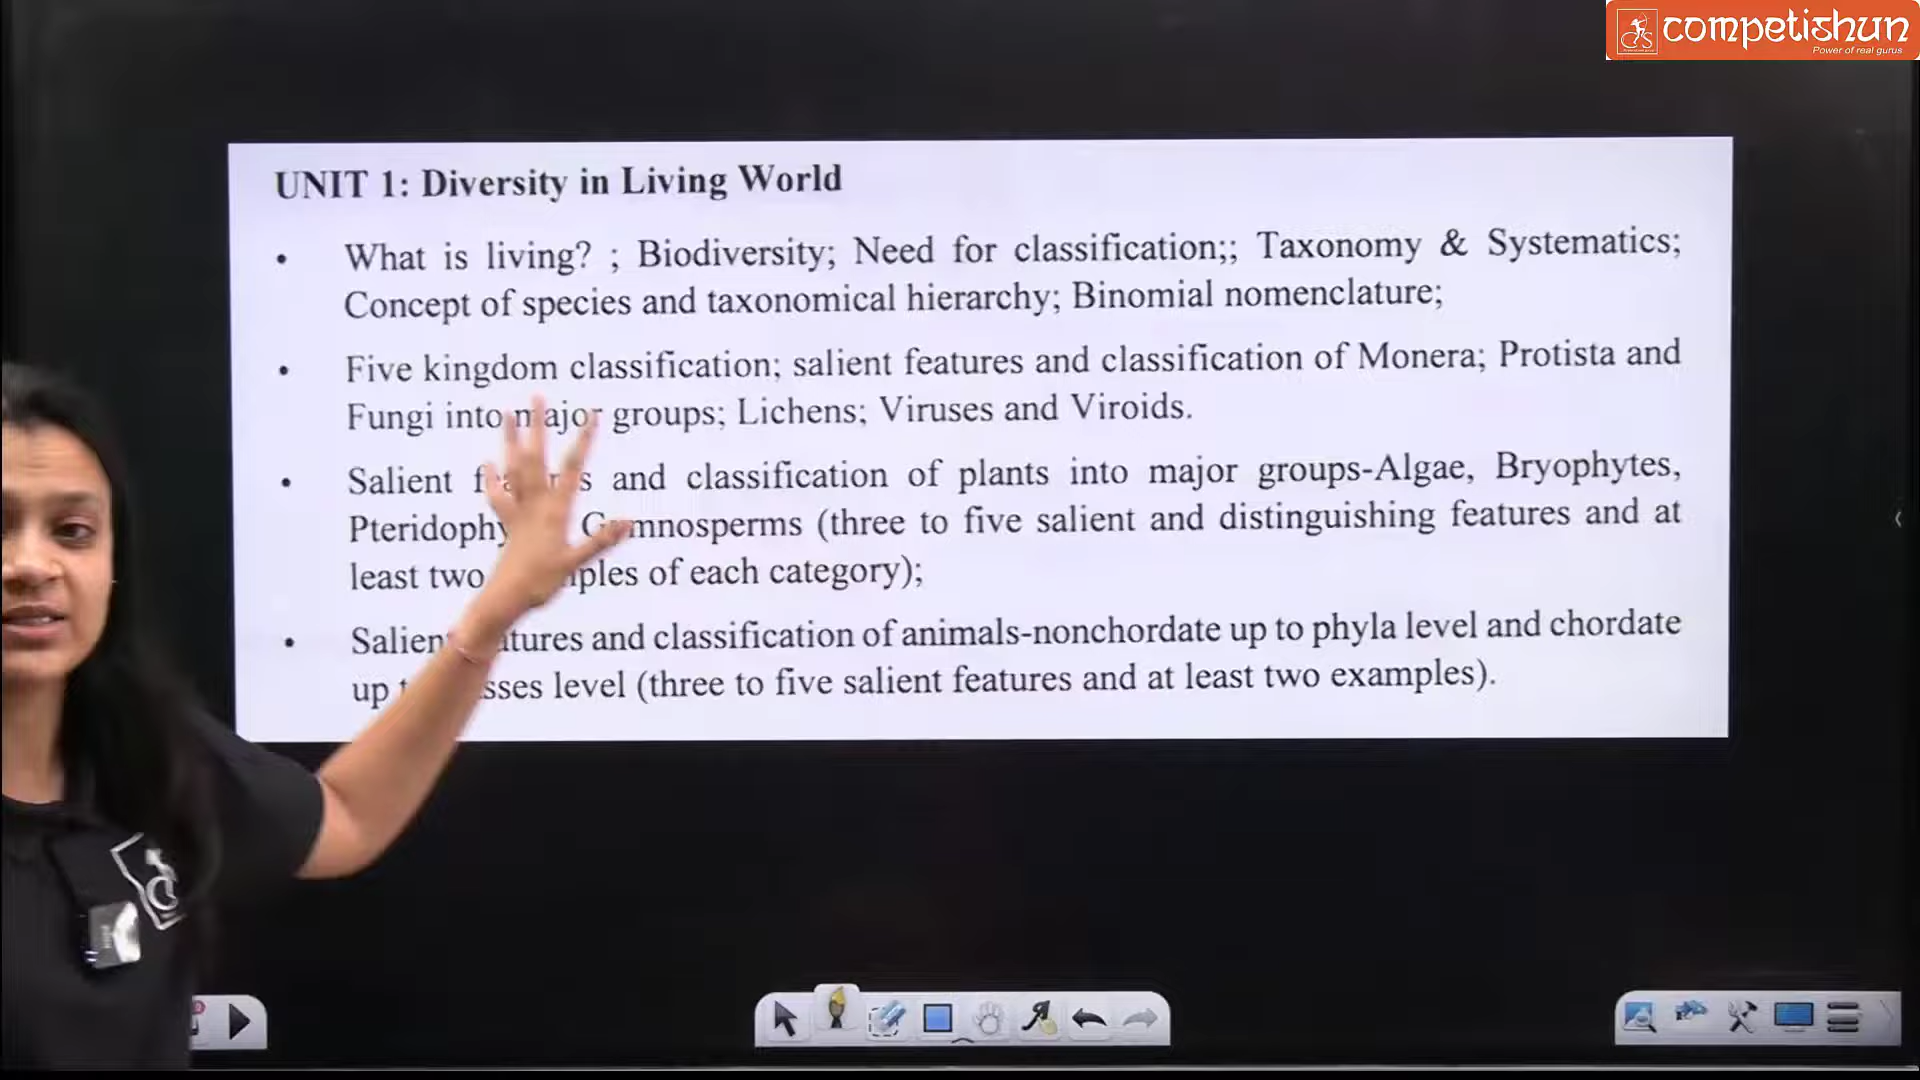 competishun
Power of real gurus
UNIT 1: Diversity in Living World
• What is living? ; Biodiversity; Need for classification;; Taxonomy & Systematics;
Concept of species and taxonomical hierarchy; Binomial nomenclature;
• Five kingdom classification; salient features and classification of Monera; Protista and
Fungi into major groups; Lichens; Viruses and Viroids.
• Salient and classification of plants into major groups-Algae, Bryophytes,
Gymnosperms (three to five salient and distinguishing features and at
least two of each category);
• and classification of animals-nonchordate up to phyla level and chordate
up level (three to five salient features and at least two examples).